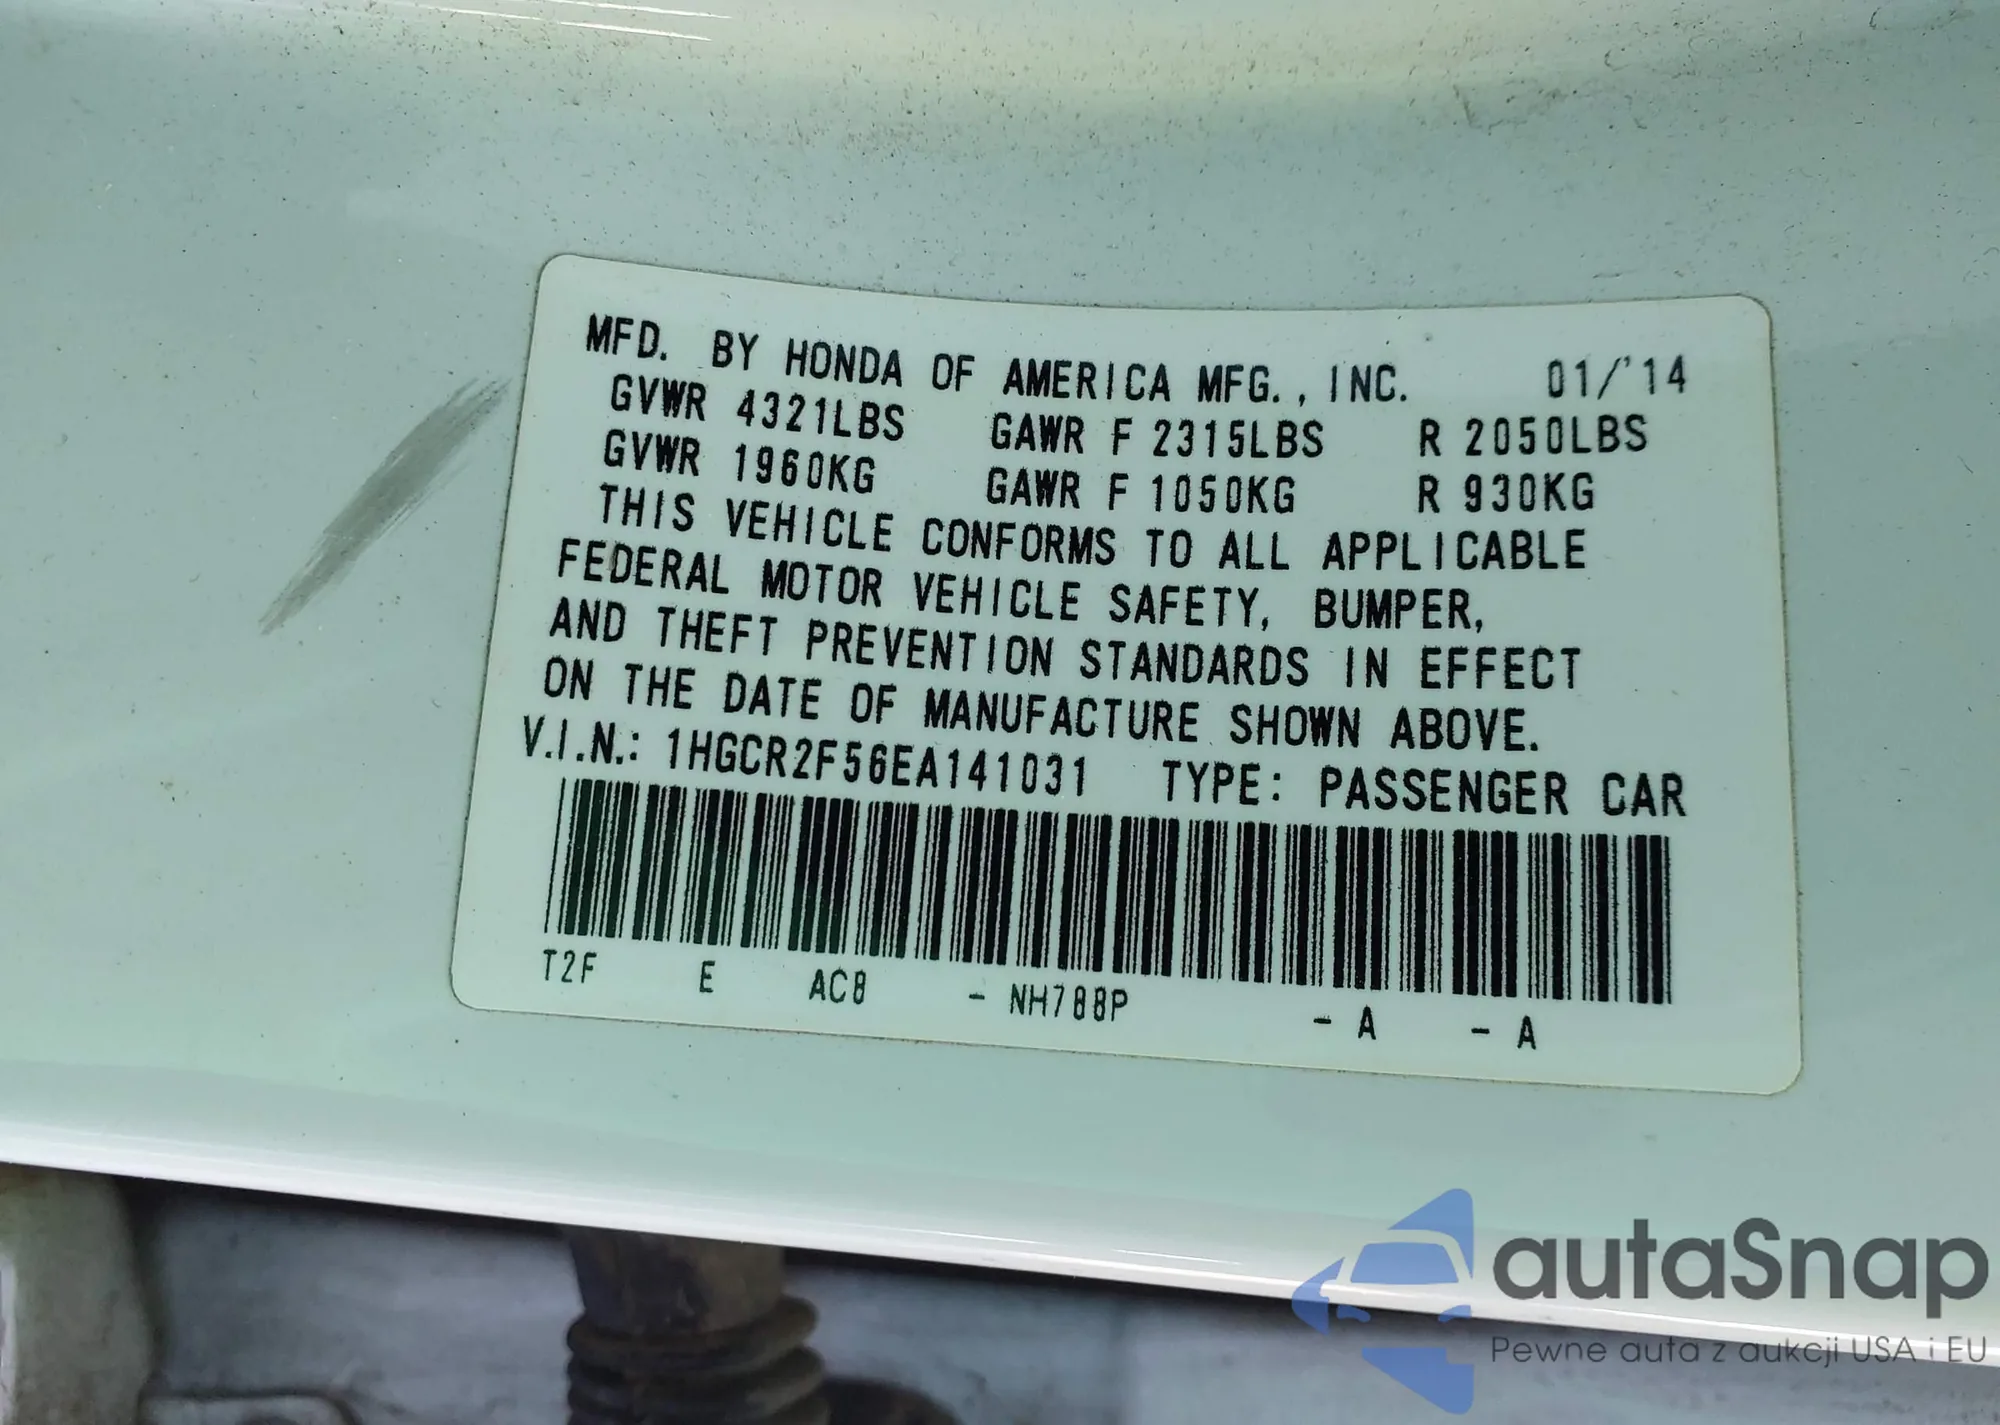 MFD. BY HONDA OF AMERICA MFG., INC. 01/'14
GVWR 4321LBS GAWR F 2315LBS R 2050LBS
GVWR 1960KG GAWR F 1050KG R 930KG
THIS VEHICLE CONFORMS TO ALL APPLICABLE
FEDERAL MOTOR VEHICLE SAFETY, BUMPER,
AND THEFT PREVENTION STANDARDS IN EFFECT
ON THE DATE OF MANUFACTURE SHOWN ABOVE.
V.I.N.: 1HGCR2F56EA141031 TYPE: PASSENGER CAR
T2F E AC8 - NH788P - A - A
autaSnap
Pewne auta z aukcji USA i EU